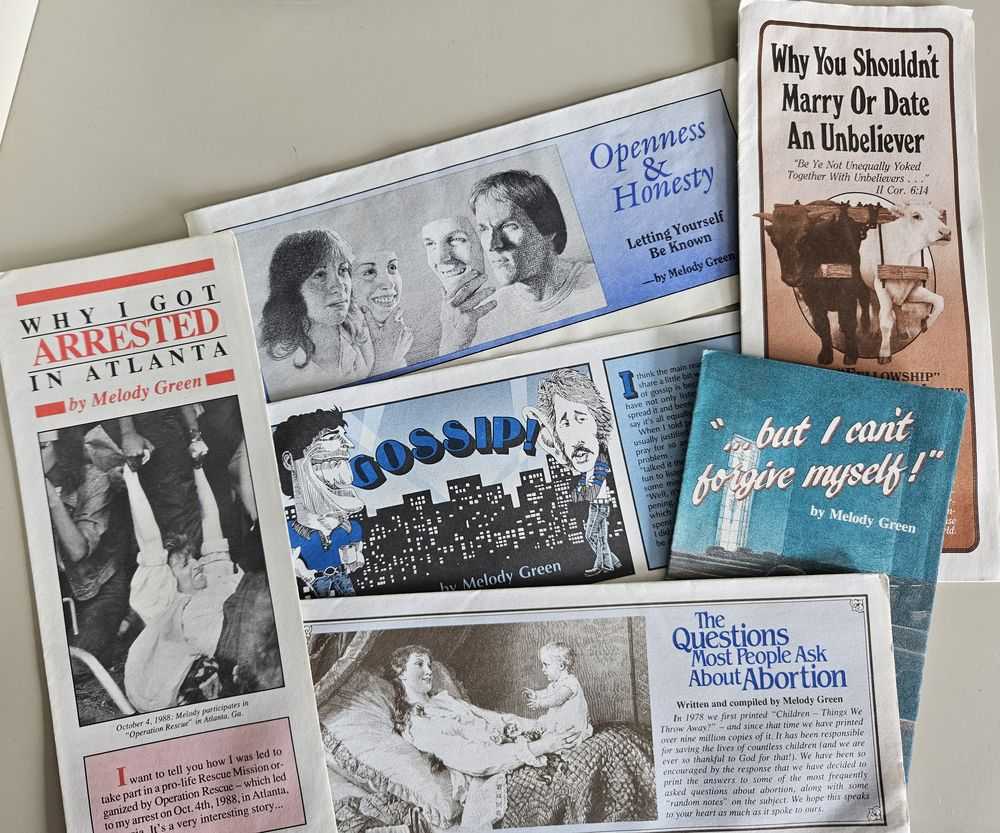 Why You Shouldn't
Marry Or Date
An Unbeliever
"Be Ye Not Unequally Yoked
Together With Unbelievers . . ."
II Cor. 6:14
"FELLOWSHIP"
Openness
&
Honesty
Letting Yourself
Be Known
—by Melody Green
WHY I GOT
ARRESTED
IN ATLANTA
by Melody Green
October 4, 1988: Melody participates in
"Operation Rescue" in Atlanta, Ga.
I want to tell you how I was led to
take part in a pro-life Rescue Mission or-
ganized by Operation Rescue – which led
to my arrest on Oct. 4th, 1988, in Atlanta,
It's a very interesting story...
GOSSIP!
by Melody Green
I think the main
share a little bit
of gossip is
have not only
spread it and
say it's all
When I told
usually
pray for
problem
"talked it
fun to
some
"Well,
which
I did
be
"...but I can't
forgive myself!"
by Melody Green
The
Questions
Most People Ask
About Abortion
Written and compiled by Melody Green
In 1978 we first printed "Children – Things We
Throw Away?" – and since that time we have printed
over nine million copies of it. It has been responsible
for saving the lives of countless children (and we are
ever so thankful to God for that!). We have been so
encouraged by the response that we have decided to
print the answers to some of the most frequently
asked questions about abortion, along with some
"random notes" on the subject. We hope this speaks
to your heart as much as it spoke to ours.